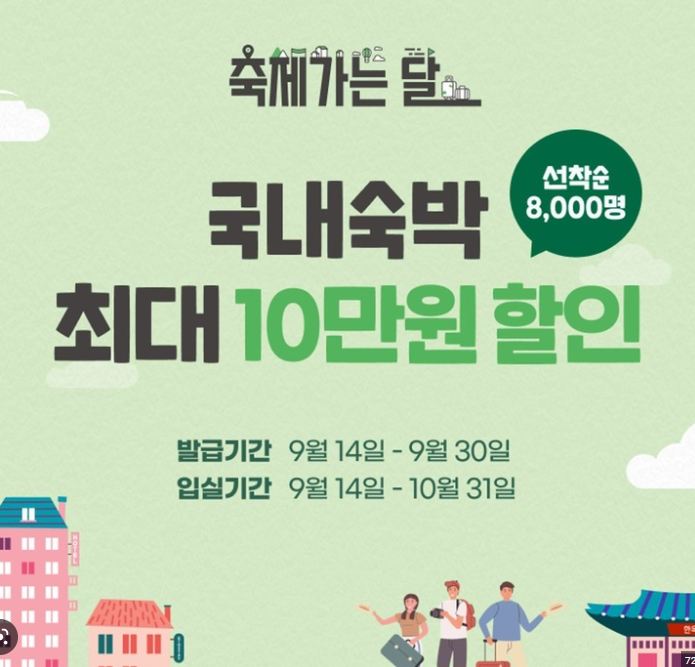 축제가는 달
선착순
8,000명
국내숙박
최대 10만원 할인
발급기간 9월 14일 - 9월 30일
입실기간 9월 14일 - 10월 31일